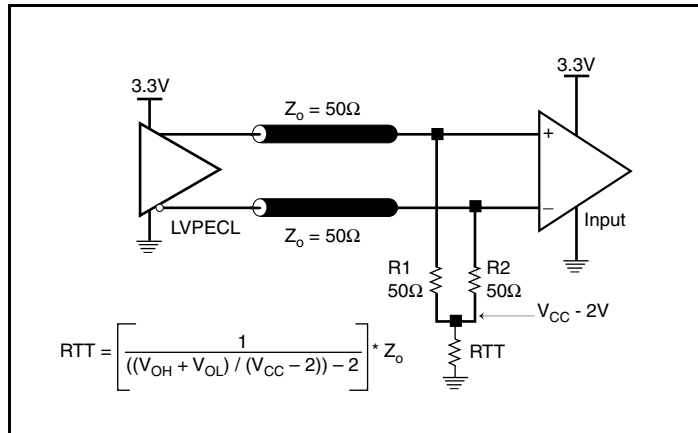 3.3V
3.3V
Zo = 50Ω
+
–
LVPECL
Input
Zo = 50Ω
R1
50Ω
R2
50Ω
VCC - 2V
RTT
RTT = [ 1 / ((VOH + VOL) / (VCC – 2)) – 2 ] * Zo